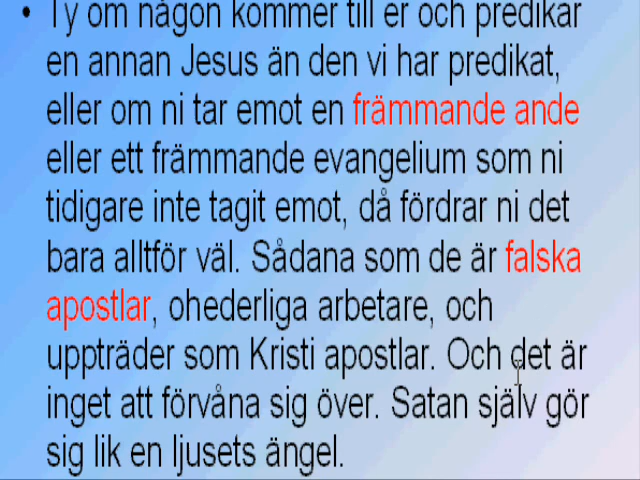 • Ty om någon kommer till er och predikar
en annan Jesus än den vi har predikat,
eller om ni tar emot en främmande ande
eller ett främmande evangelium som ni
tidigare inte tagit emot, då fördrar ni det
bara alltför väl. Sådana som de är falska
apostlar, ohederliga arbetare, och
uppträder som Kristi apostlar. Och det är
inget att förvåna sig över. Satan själv gör
sig lik en ljusets ängel.